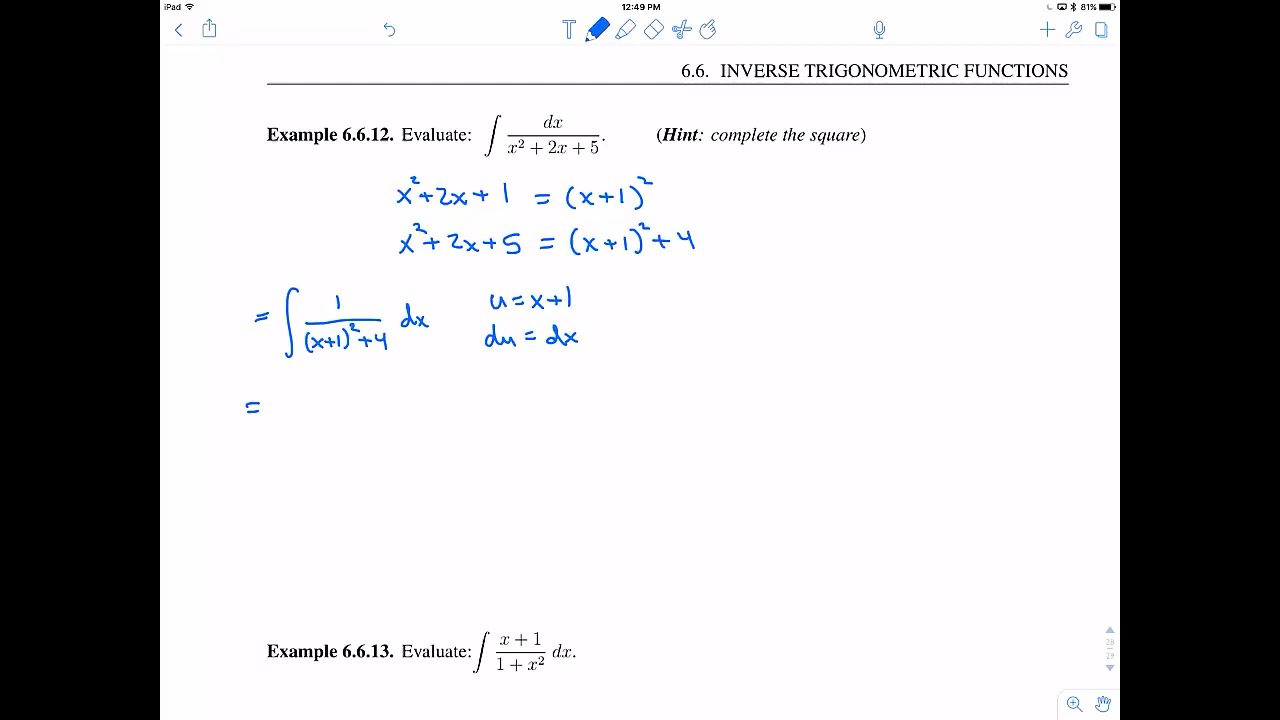 iPad 12:49 PM 81%
T
6.6. INVERSE TRIGONOMETRIC FUNCTIONS
Example 6.6.12. Evaluate: ∫ dx / (x² + 2x + 5). (Hint: complete the square)
x² + 2x + 1 = (x+1)²
x² + 2x + 5 = (x+1)² + 4
= ∫ 1 / ((x+1)² + 4) dx u = x+1
du = dx
=
Example 6.6.13. Evaluate: ∫ (x + 1) / (1 + x²) dx.
28
29